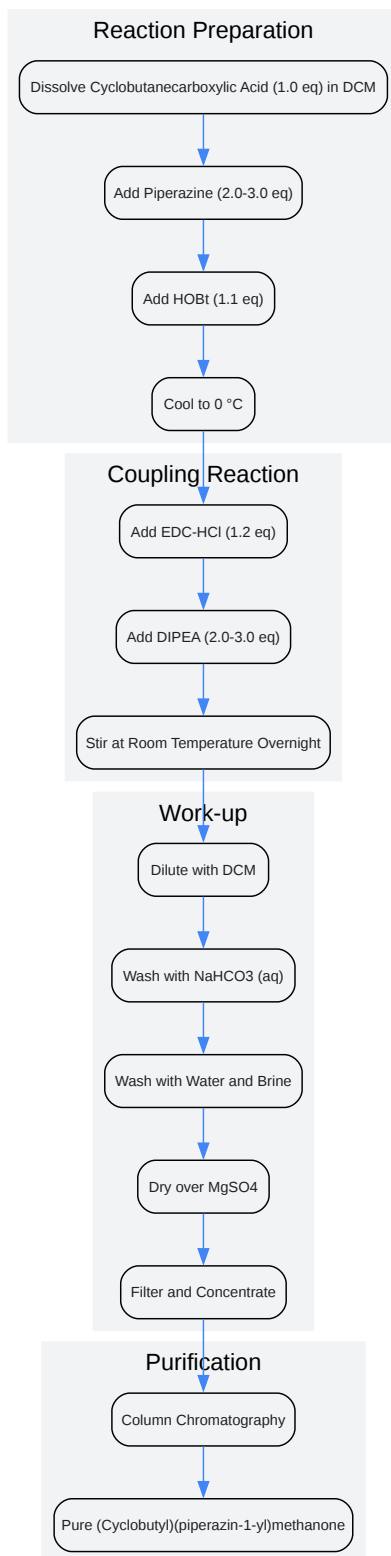 Reaction Preparation
Dissolve Cyclobutanecarboxylic Acid (1.0 eq) in DCM
Add Piperazine (2.0-3.0 eq)
Add HOBt (1.1 eq)
Cool to 0 °C
Coupling Reaction
Add EDC-HCl (1.2 eq)
Add DIPEA (2.0-3.0 eq)
Stir at Room Temperature Overnight
Work-up
Dilute with DCM
Wash with NaHCO3 (aq)
Wash with Water and Brine
Dry over MgSO4
Filter and Concentrate
Purification
Column Chromatography
Pure (Cyclobutyl)(piperazin-1-yl)methanone